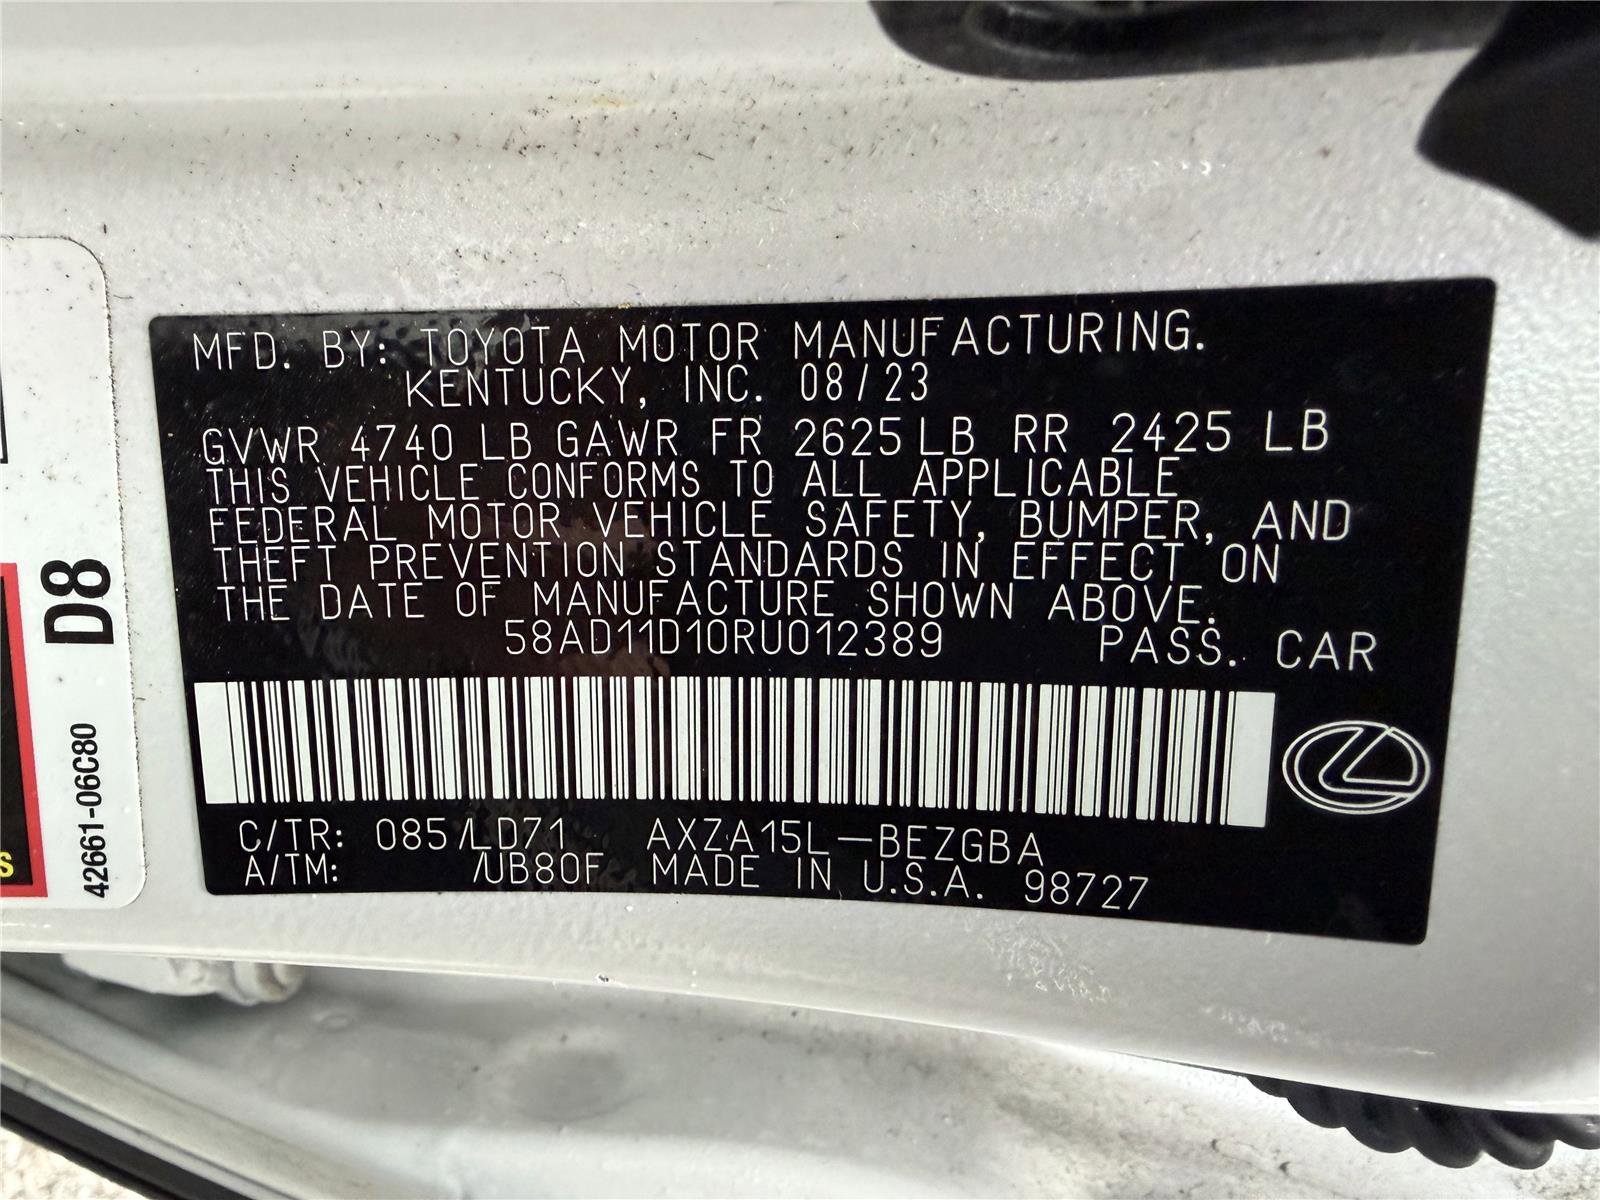 MFD. BY: TOYOTA MOTOR MANUFACTURING.
KENTUCKY, INC. 08/23
GVWR 4740 LB GAWR FR 2625 LB RR 2425 LB
THIS VEHICLE CONFORMS TO ALL APPLICABLE
FEDERAL MOTOR VEHICLE SAFETY, BUMPER, AND
THEFT PREVENTION STANDARDS IN EFFECT ON
THE DATE OF MANUFACTURE SHOWN ABOVE.
58AD11D10RU012389 PASS. CAR
C/TR: 085/LD71 AXZA15L-BEZGBA
A/TM: /UB80F MADE IN U.S.A. 98727
D8
42661-06C80
S